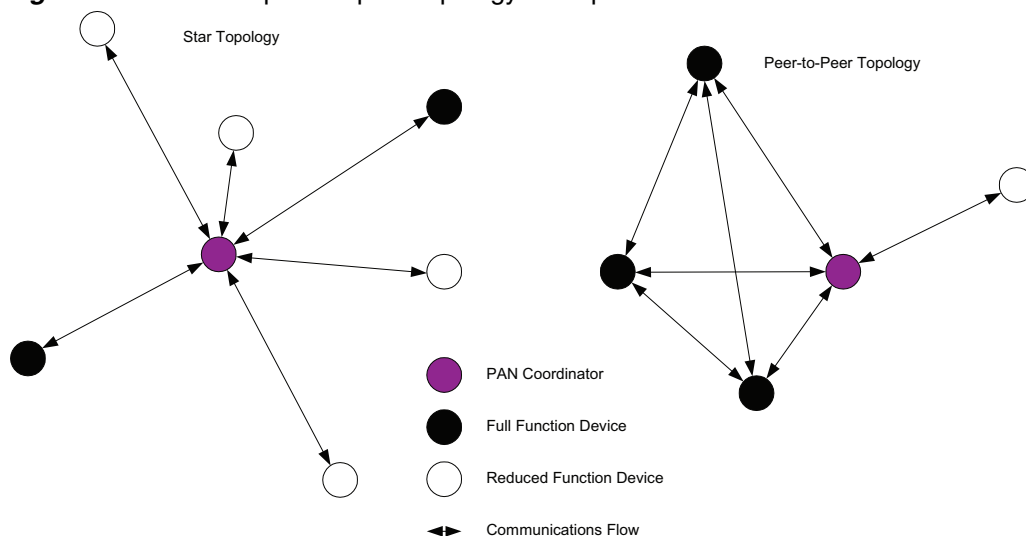 Star Topology
Peer-to-Peer Topology
PAN Coordinator
Full Function Device
Reduced Function Device
Communications Flow